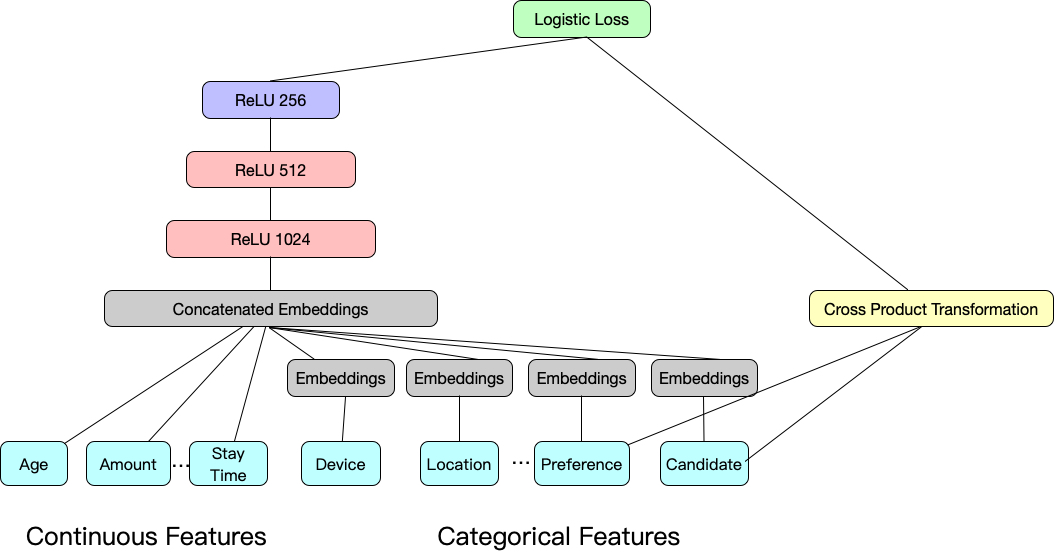 Logistic Loss
ReLU 256
ReLU 512
ReLU 1024
Concatenated Embeddings
Cross Product Transformation
Embeddings
Embeddings
Embeddings
Embeddings
Age
Amount
...
Stay
Time
Device
Location
...
Preference
Candidate
Continuous Features
Categorical Features